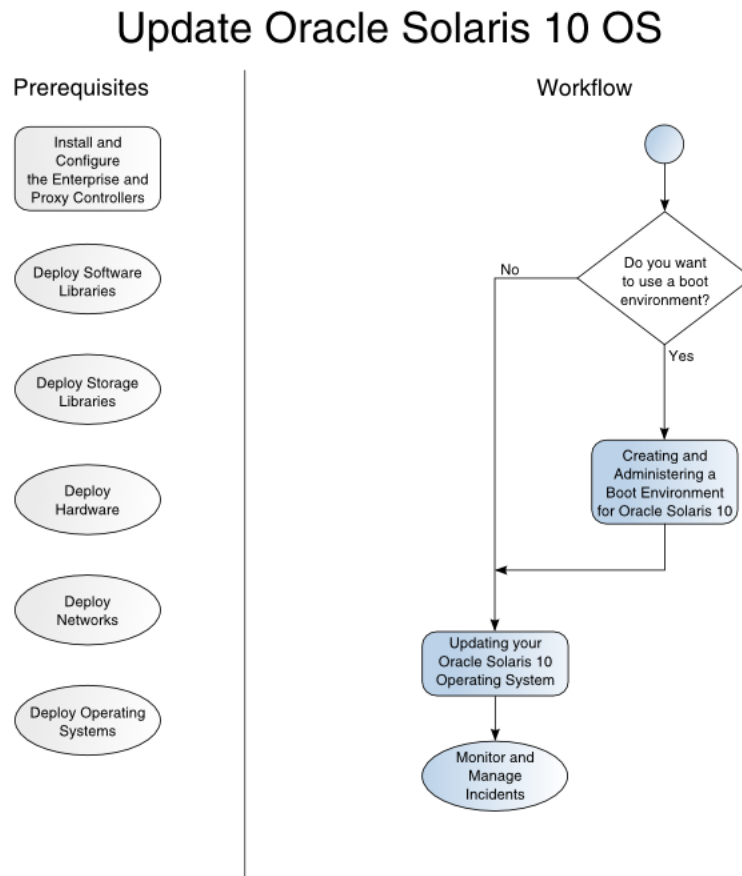 Update Oracle Solaris 10 OS
Prerequisites
Install and
Configure
the Enterprise and
Proxy Controllers
Deploy Software
Libraries
Deploy Storage
Libraries
Deploy
Hardware
Deploy
Networks
Deploy Operating
Systems
Workflow
Do you want
to use a boot
environment?
No
Yes
Creating and
Administering a
Boot Environment
for Oracle Solaris 10
Updating your
Oracle Solaris 10
Operating System
Monitor and
Manage
Incidents